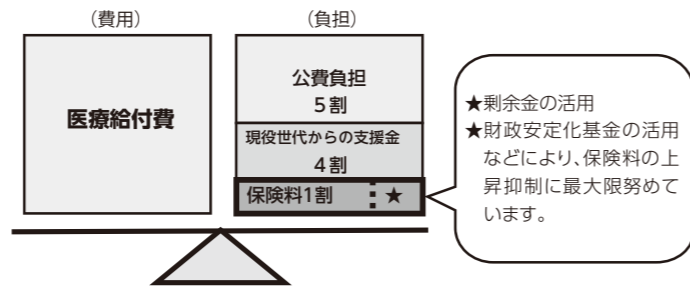 （費用）
（負担）
医療給付費
公費負担
5割
現役世代からの支援金
4割
保険料1割
★
★剰余金の活用
★財政安定化基金の活用
などにより、保険料の上
昇抑制に最大限努めて
います。